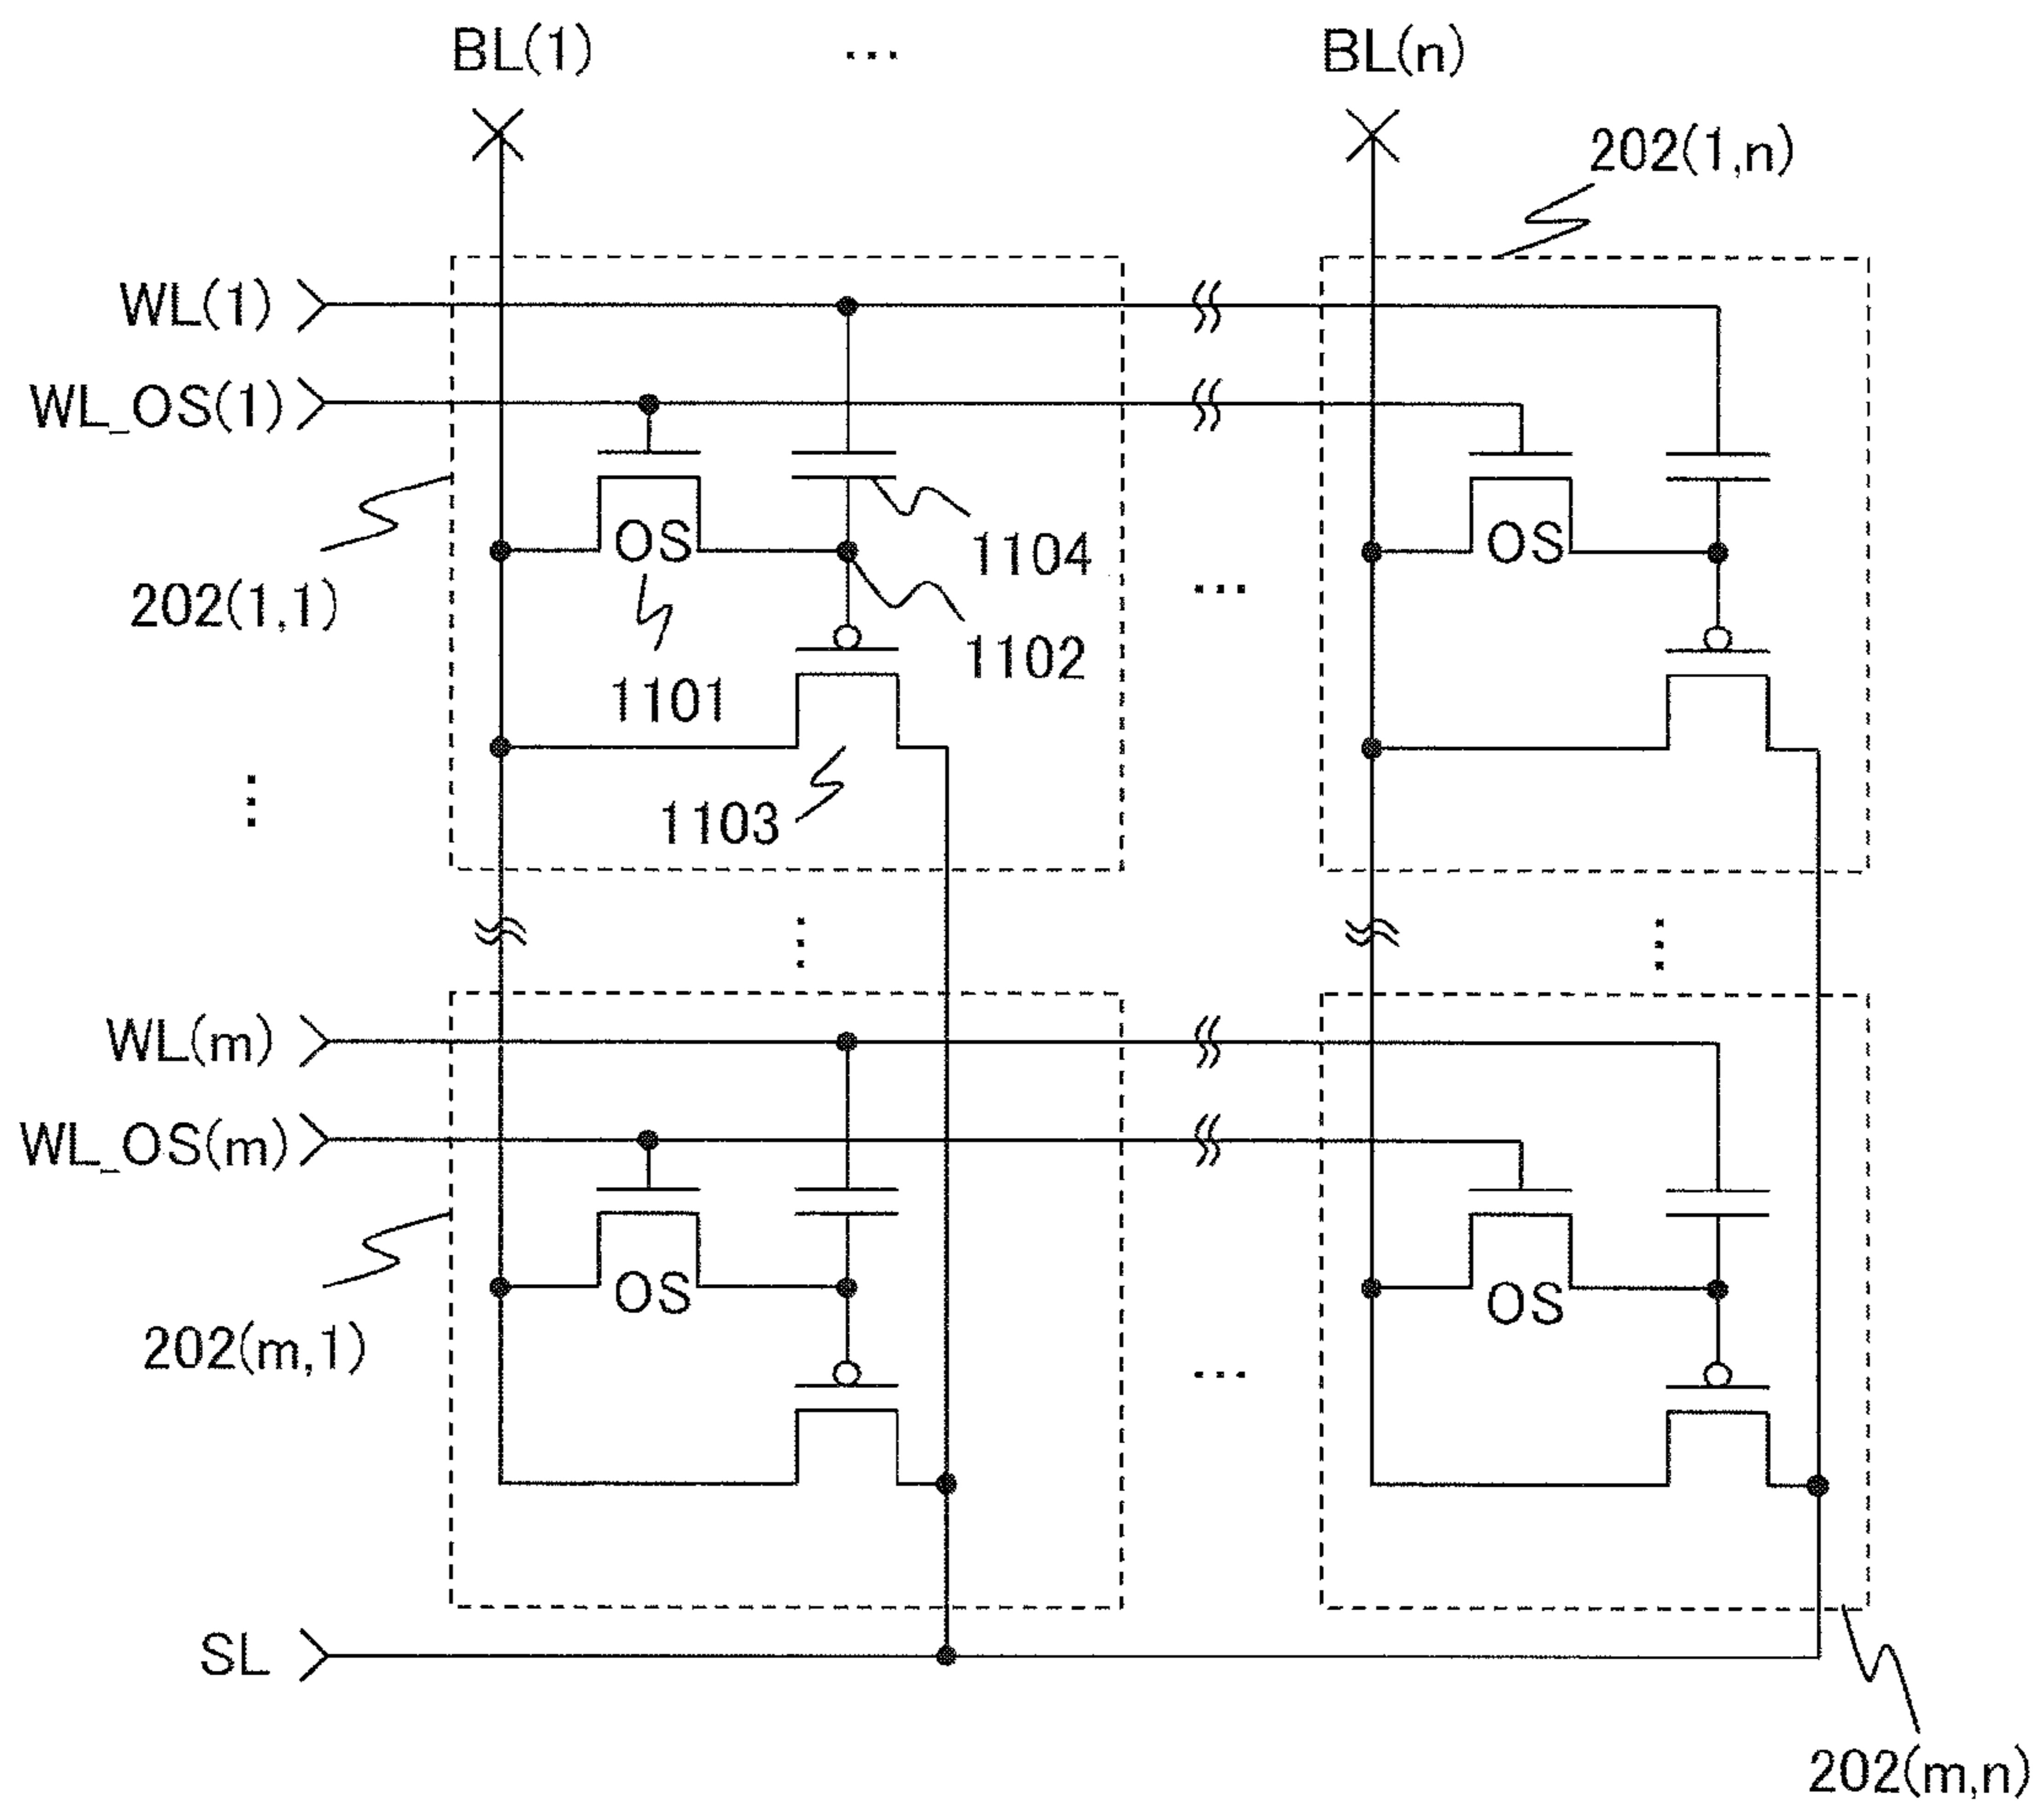 BL(1) ... BL(n)
202(1,n)
WL(1)
WL_OS(1)
OS
OS
1104
202(1,1)
1102
1101
1103
WL(m)
WL_OS(m)
OS
OS
202(m,1)
SL
202(m,n)